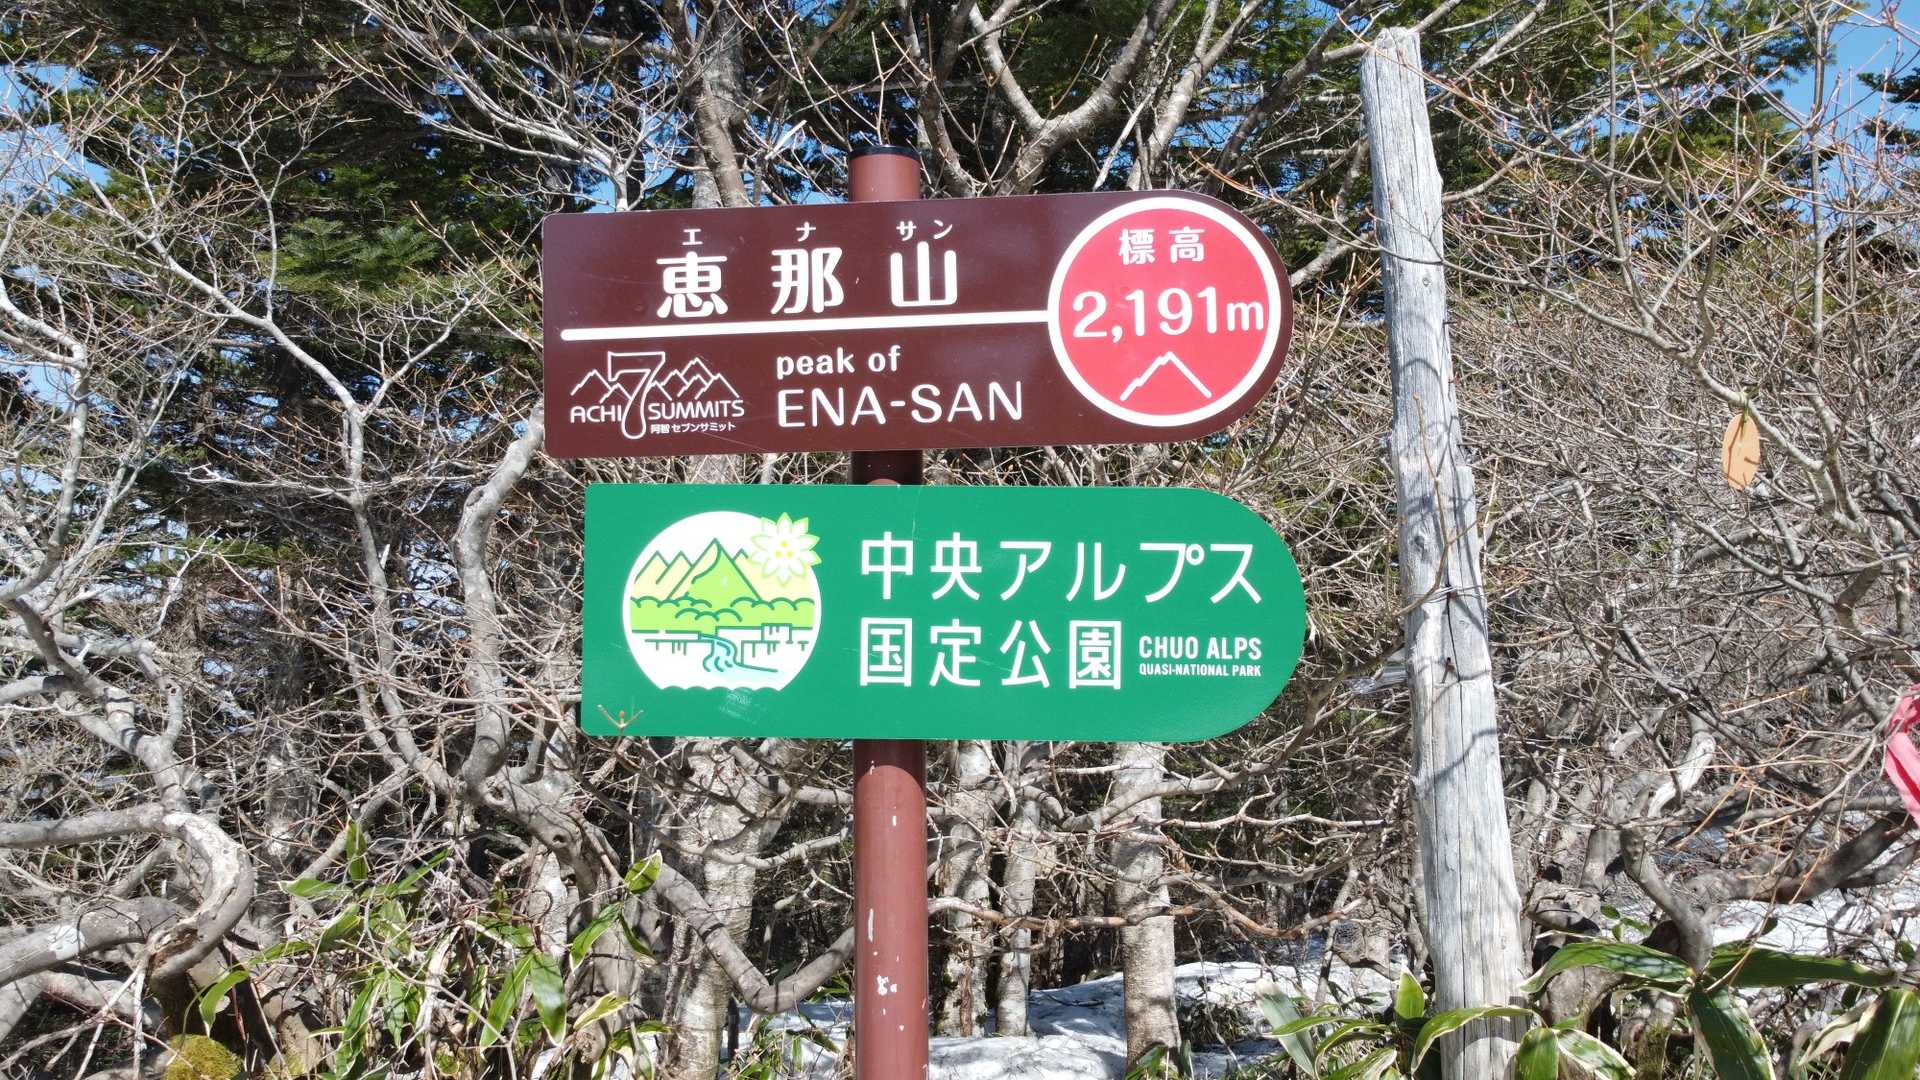 エナサン
恵那山
標高
2,191m
peak of
ENA-SAN
ACHI 7 SUMMITS
阿智セブンサミット
中央アルプス
国定公園
CHUO ALPS
QUASI-NATIONAL PARK